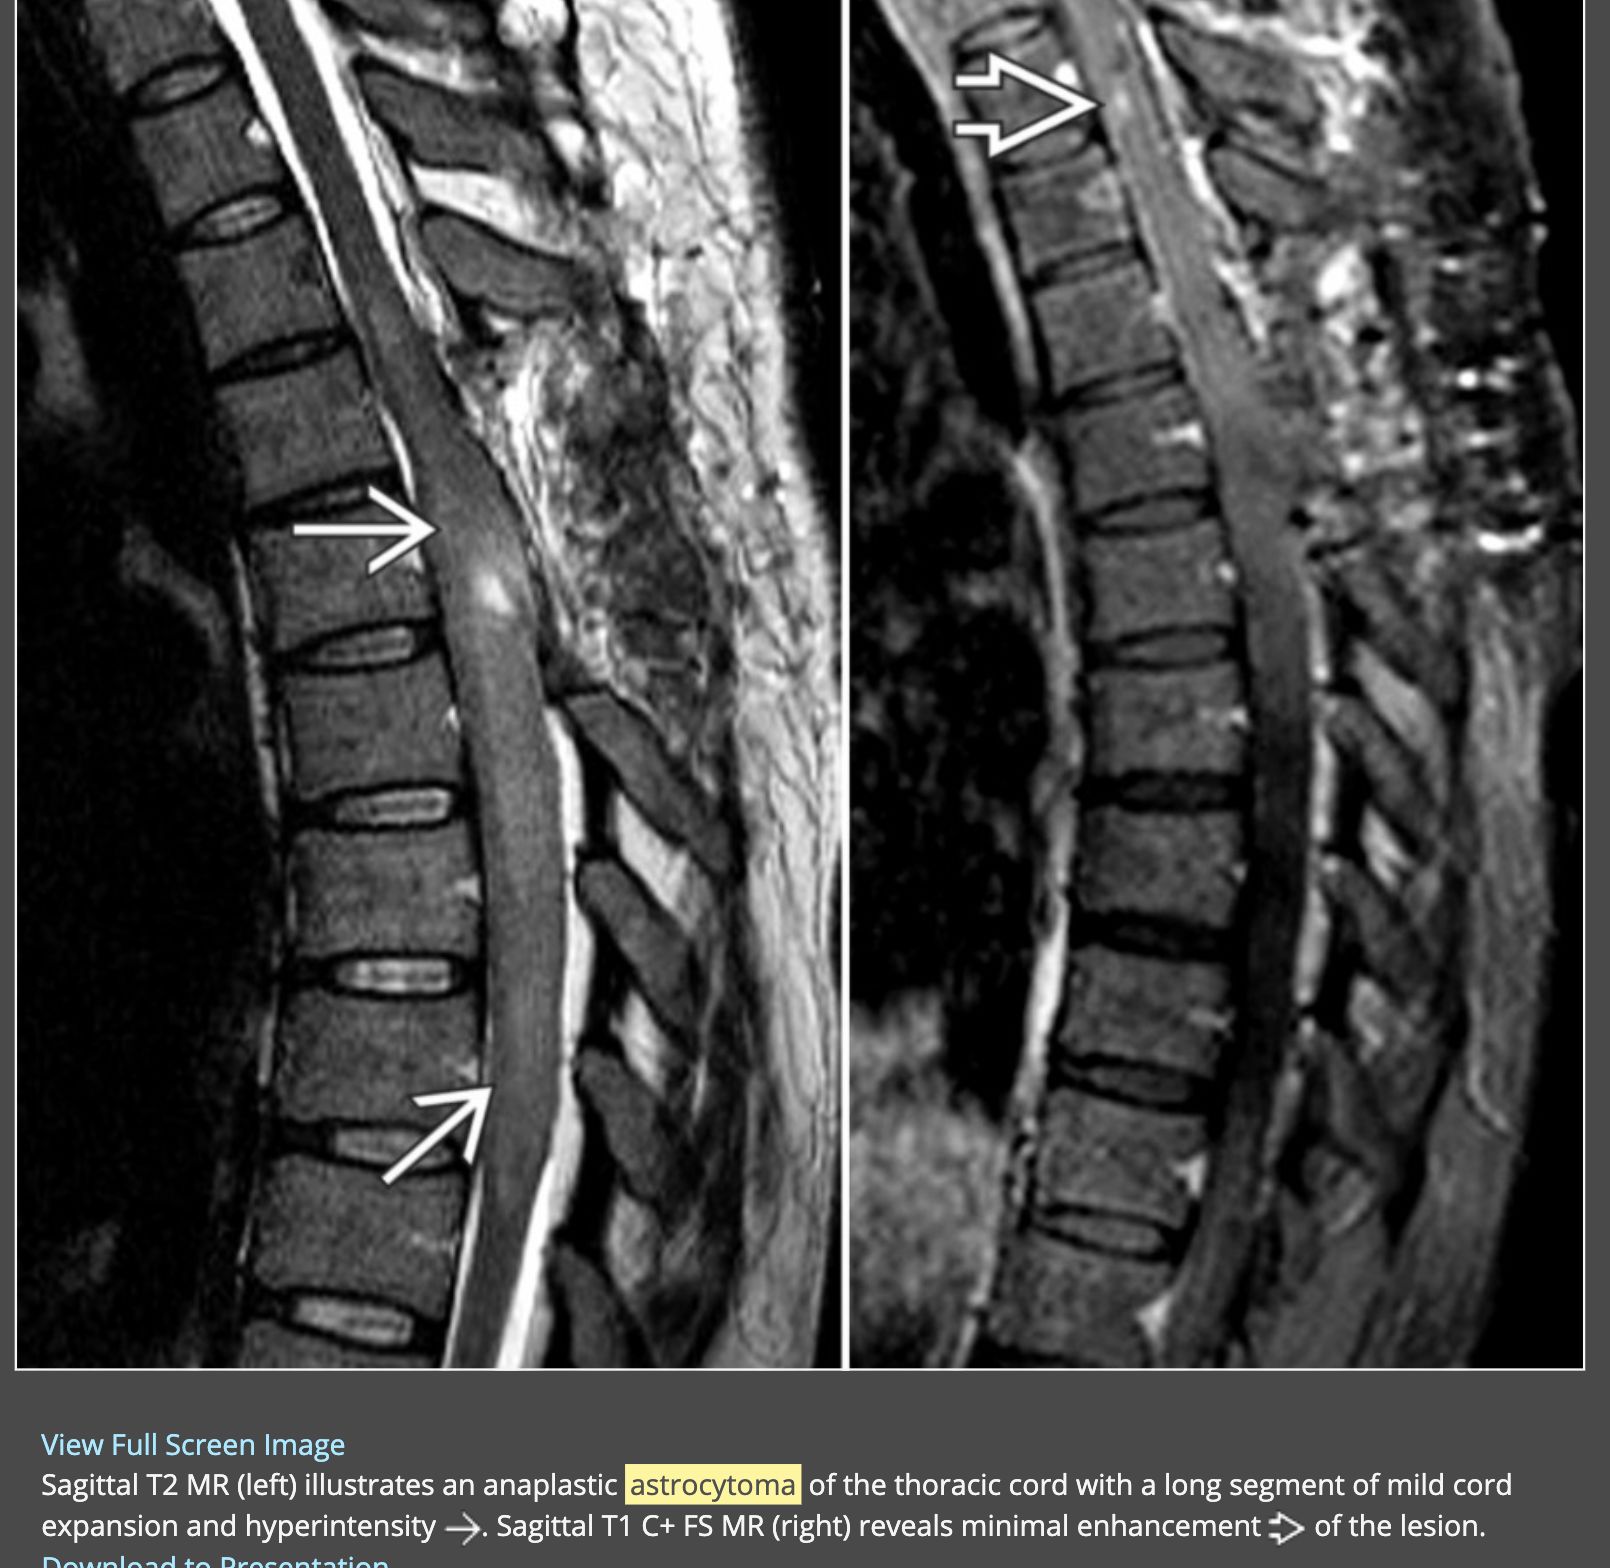 View Full Screen Image
Sagittal T2 MR (left) illustrates an anaplastic astrocytoma of the thoracic cord with a long segment of mild cord
expansion and hyperintensity →. Sagittal T1 C+ FS MR (right) reveals minimal enhancement ⇨ of the lesion.
Download to Presentation